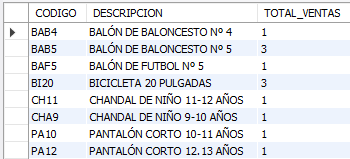 CODIGO DESCRIPCION TOTAL_VENTAS
BAB4 BALÓN DE BALONCESTO Nº 4 1
BAB5 BALÓN DE BALONCESTO Nº 5 3
BAF5 BALÓN DE FUTBOL Nº 5 1
BI20 BICICLETA 20 PULGADAS 3
CH11 CHANDAL DE NIÑO 11-12 AÑOS 1
CHA9 CHANDAL DE NIÑO 9-10 AÑOS 1
PA10 PANTALÓN CORTO 10-11 AÑOS 1
PA12 PANTALÓN CORTO 12.13 AÑOS 1